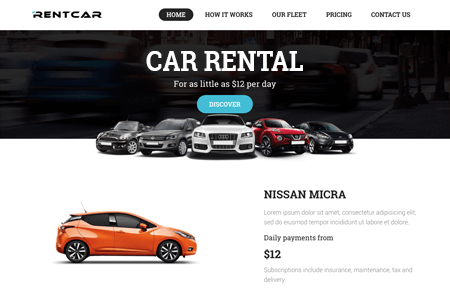 RENTCAR
HOME HOW IT WORKS OUR FLEET PRICING CONTACT US
CAR RENTAL
For as little as $12 per day
DISCOVER
NISSAN MICRA
Lorem ipsum dolor sit amet, consectetur adipiscing elit,
sed do eiusmod tempor incididunt ut labore et dolore
magna aliqua.
Daily payments from
$12
Subscriptions include insurance, maintenance, tax and
delivery.